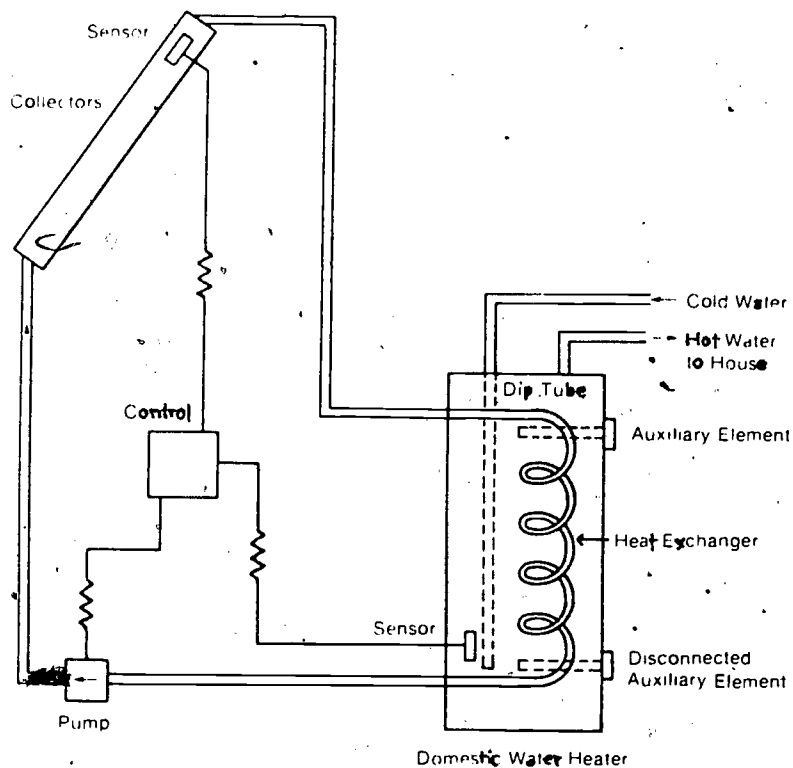 Sensor
Collectors
Cold Water
Hot Water
to House
Dip Tube
Control
Auxiliary Element
Heat Exchanger
Sensor
Disconnected
Auxiliary Element
Pump
Domestic Water Heater